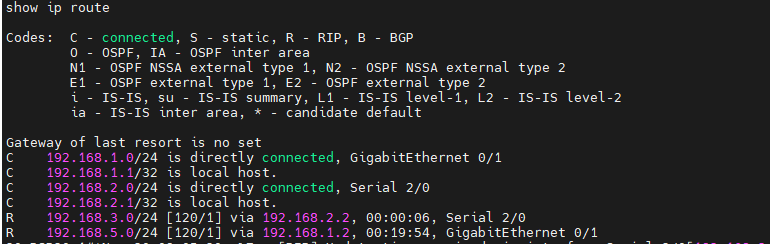 show ip route
Codes:  C - connected, S - static, R - RIP, B - BGP
        O - OSPF, IA - OSPF inter area
        N1 - OSPF NSSA external type 1, N2 - OSPF NSSA external type 2
        E1 - OSPF external type 1, E2 - OSPF external type 2
        i - IS-IS, su - IS-IS summary, L1 - IS-IS level-1, L2 - IS-IS level-2
        ia - IS-IS inter area, * - candidate default
Gateway of last resort is no set
C    192.168.1.0/24 is directly connected, GigabitEthernet 0/1
C    192.168.1.1/32 is local host.
C    192.168.2.0/24 is directly connected, Serial 2/0
C    192.168.2.1/32 is local host.
R    192.168.3.0/24 [120/1] via 192.168.2.2, 00:00:06, Serial 2/0
R    192.168.5.0/24 [120/1] via 192.168.1.2, 00:19:54, GigabitEthernet 0/1